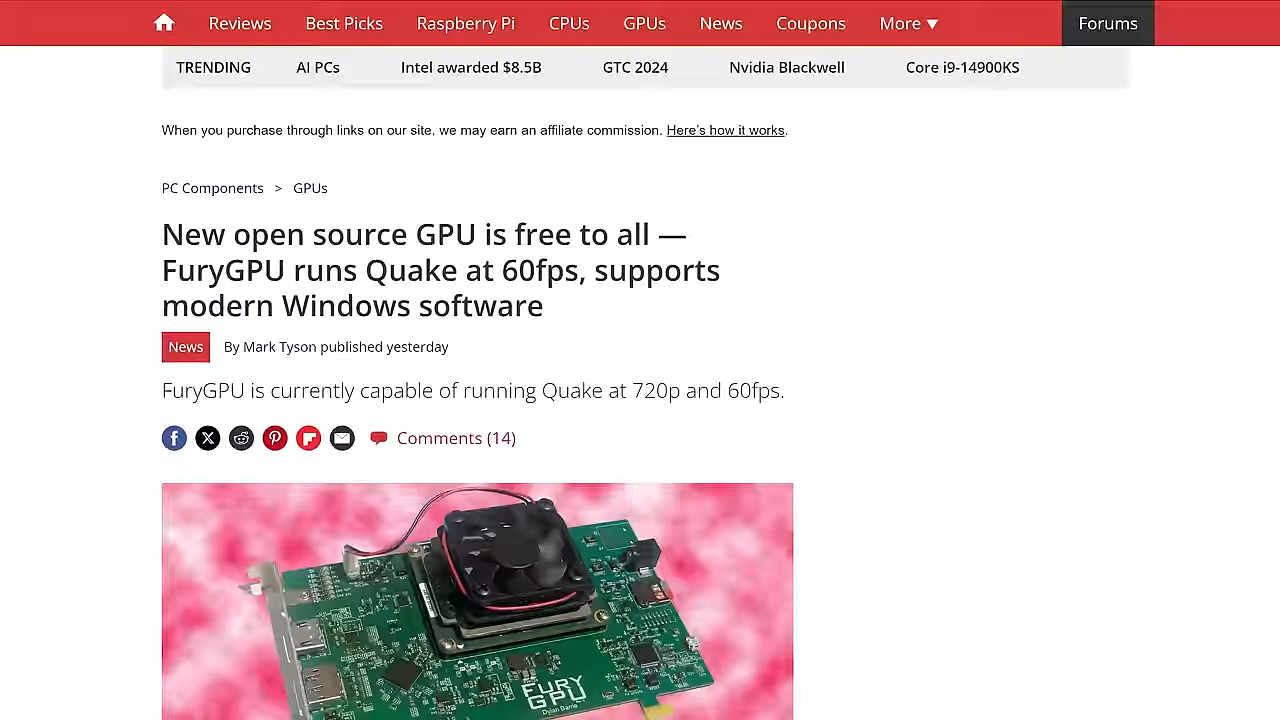 Reviews Best Picks Raspberry Pi CPUs GPUs News Coupons More ▼ Forums
TRENDING AI PCs Intel awarded $8.5B GTC 2024 Nvidia Blackwell Core i9-14900KS
When you purchase through links on our site, we may earn an affiliate commission. Here's how it works.
PC Components > GPUs
New open source GPU is free to all —
FuryGPU runs Quake at 60fps, supports
modern Windows software
News By Mark Tyson published yesterday
FuryGPU is currently capable of running Quake at 720p and 60fps.
Comments (14)
FURY
GPU
Dylan Barrie